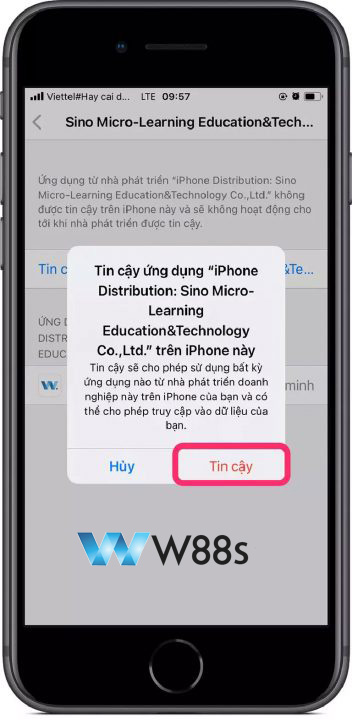 Viettel#Hay cai d... LTE 09:57
Sino Micro-Learning Education&Tech...
Ứng dụng từ nhà phát triển "iPhone Distribution: Sino
Micro-Learning Education&Technology Co.,Ltd." không
được tin cậy trên iPhone này và sẽ không hoạt động cho
tới khi nhà phát triển được tin cậy.
Tin c
&Te...
Tin cậy ứng dụng "iPhone
Distribution: Sino Micro-
Learning
Education&Technology
Co.,Ltd." trên iPhone này
Tin cậy sẽ cho phép sử dụng bất kỳ
ứng dụng nào từ nhà phát triển doanh
nghiệp này trên iPhone của bạn và có
thể cho phép truy cập vào dữ liệu của
bạn.
ỨNG
DISTR
EDUC
W.
minh
Hủy
Tin cậy
W88s